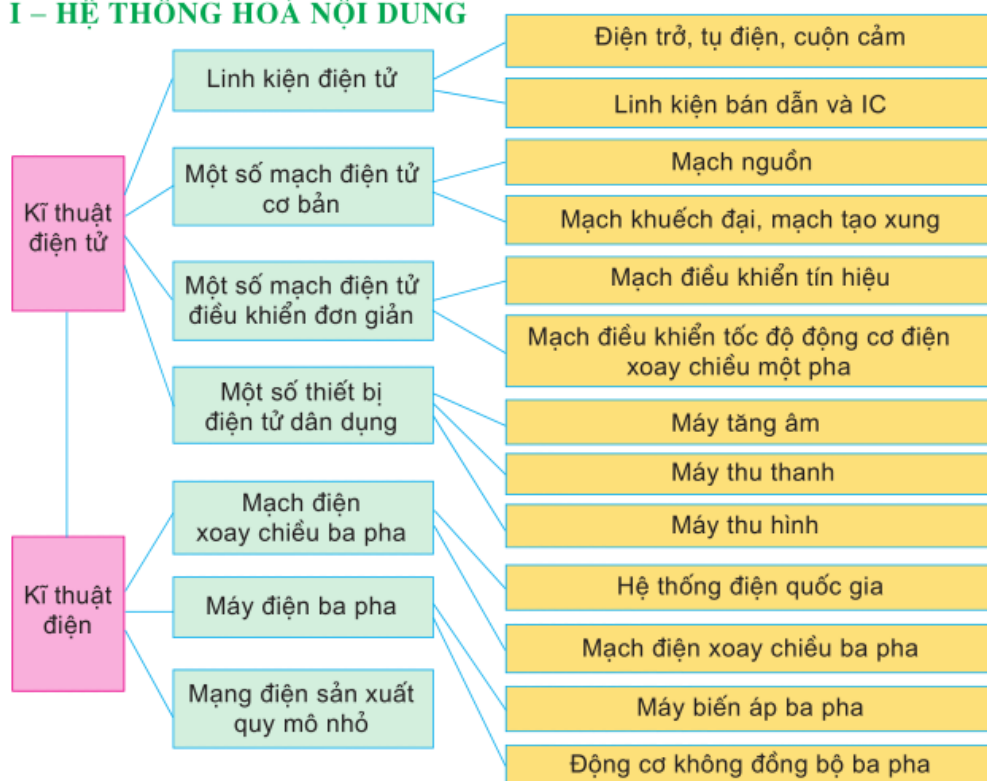 I – HỆ THỐNG HOÁ NỘI DUNG
Kĩ thuật
điện tử
Linh kiện điện tử
Điện trở, tụ điện, cuộn cảm
Linh kiện bán dẫn và IC
Một số mạch điện tử
cơ bản
Mạch nguồn
Mạch khuếch đại, mạch tạo xung
Một số mạch điện tử
điều khiển đơn giản
Mạch điều khiển tín hiệu
Mạch điều khiển tốc độ động cơ điện
xoay chiều một pha
Một số thiết bị
điện tử dân dụng
Máy tăng âm
Máy thu thanh
Máy thu hình
Kĩ thuật
điện
Mạch điện
xoay chiều ba pha
Hệ thống điện quốc gia
Mạch điện xoay chiều ba pha
Máy điện ba pha
Máy biến áp ba pha
Động cơ không đồng bộ ba pha
Mạng điện sản xuất
quy mô nhỏ